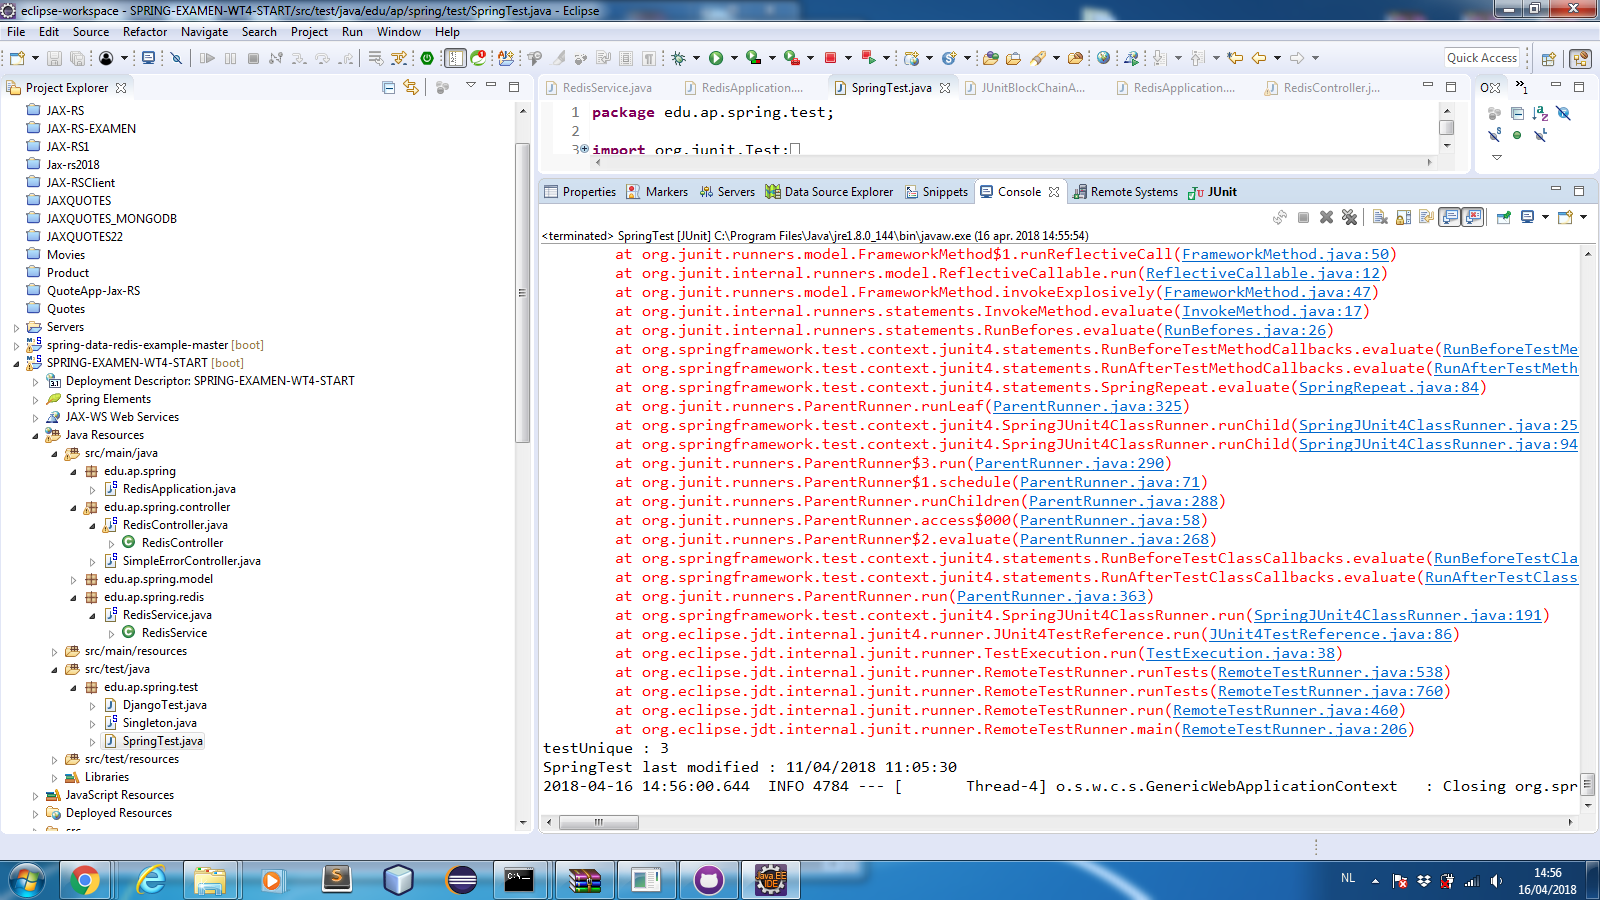 eclipse-workspace - SPRING-EXAMEN-WT4-START/src/test/java/edu/ap/spring/test/SpringTest.java - Eclipse
File Edit Source Refactor Navigate Search Project Run Window Help
Quick Access
Project Explorer
JAX-RS
JAX-RS-EXAMEN
JAX-RS1
Jax-rs2018
JAX-RSClient
JAXQUOTES
JAXQUOTES_MONGODB
JAXQUOTES22
Movies
Product
QuoteApp-Jax-RS
Quotes
Servers
spring-data-redis-example-master [boot]
SPRING-EXAMEN-WT4-START [boot]
Deployment Descriptor: SPRING-EXAMEN-WT4-START
Spring Elements
JAX-WS Web Services
Java Resources
src/main/java
edu.ap.spring
RedisApplication.java
edu.ap.spring.controller
RedisController.java
RedisController
SimpleErrorController.java
edu.ap.spring.model
edu.ap.spring.redis
RedisService.java
RedisService
src/main/resources
src/test/java
edu.ap.spring.test
DjangoTest.java
Singleton.java
SpringTest.java
src/test/resources
Libraries
JavaScript Resources
Deployed Resources
src
RedisService.java RedisApplication.... SpringTest.java JUnitBlockChainA... RedisApplication.... RedisController.j...
1 package edu.ap.spring.test;
2
3 import org.junit.Test;
Properties Markers Servers Data Source Explorer Snippets Console Remote Systems JUnit
<terminated> SpringTest [JUnit] C:\Program Files\Java\jre1.8.0_144\bin\javaw.exe (16 apr. 2018 14:55:54)
at org.junit.runners.model.FrameworkMethod$1.runReflectiveCall(FrameworkMethod.java:50)
at org.junit.internal.runners.model.ReflectiveCallable.run(ReflectiveCallable.java:12)
at org.junit.runners.model.FrameworkMethod.invokeExplosively(FrameworkMethod.java:47)
at org.junit.internal.runners.statements.InvokeMethod.evaluate(InvokeMethod.java:17)
at org.junit.internal.runners.statements.RunBefores.evaluate(RunBefores.java:26)
at org.springframework.test.context.junit4.statements.RunBeforeTestMethodCallbacks.evaluate(RunBeforeTestMe
at org.springframework.test.context.junit4.statements.RunAfterTestMethodCallbacks.evaluate(RunAfterTestMeth
at org.springframework.test.context.junit4.statements.SpringRepeat.evaluate(SpringRepeat.java:84)
at org.junit.runners.ParentRunner.runLeaf(ParentRunner.java:325)
at org.springframework.test.context.junit4.SpringJUnit4ClassRunner.runChild(SpringJUnit4ClassRunner.java:25
at org.springframework.test.context.junit4.SpringJUnit4ClassRunner.runChild(SpringJUnit4ClassRunner.java:94
at org.junit.runners.ParentRunner$3.run(ParentRunner.java:290)
at org.junit.runners.ParentRunner$1.schedule(ParentRunner.java:71)
at org.junit.runners.ParentRunner.runChildren(ParentRunner.java:288)
at org.junit.runners.ParentRunner.access$000(ParentRunner.java:58)
at org.junit.runners.ParentRunner$2.evaluate(ParentRunner.java:268)
at org.springframework.test.context.junit4.statements.RunBeforeTestClassCallbacks.evaluate(RunBeforeTestCla
at org.springframework.test.context.junit4.statements.RunAfterTestClassCallbacks.evaluate(RunAfterTestClass
at org.junit.runners.ParentRunner.run(ParentRunner.java:363)
at org.springframework.test.context.junit4.SpringJUnit4ClassRunner.run(SpringJUnit4ClassRunner.java:191)
at org.eclipse.jdt.internal.junit4.runner.JUnit4TestReference.run(JUnit4TestReference.java:86)
at org.eclipse.jdt.internal.junit.runner.TestExecution.run(TestExecution.java:38)
at org.eclipse.jdt.internal.junit.runner.RemoteTestRunner.runTests(RemoteTestRunner.java:538)
at org.eclipse.jdt.internal.junit.runner.RemoteTestRunner.runTests(RemoteTestRunner.java:760)
at org.eclipse.jdt.internal.junit.runner.RemoteTestRunner.run(RemoteTestRunner.java:460)
at org.eclipse.jdt.internal.junit.runner.RemoteTestRunner.main(RemoteTestRunner.java:206)
testUnique : 3
SpringTest last modified : 11/04/2018 11:05:30
2018-04-16 14:56:00.644 INFO 4784 --- [ Thread-4] o.s.w.c.s.GenericWebApplicationContext : Closing org.spr
NL
14:56
16/04/2018